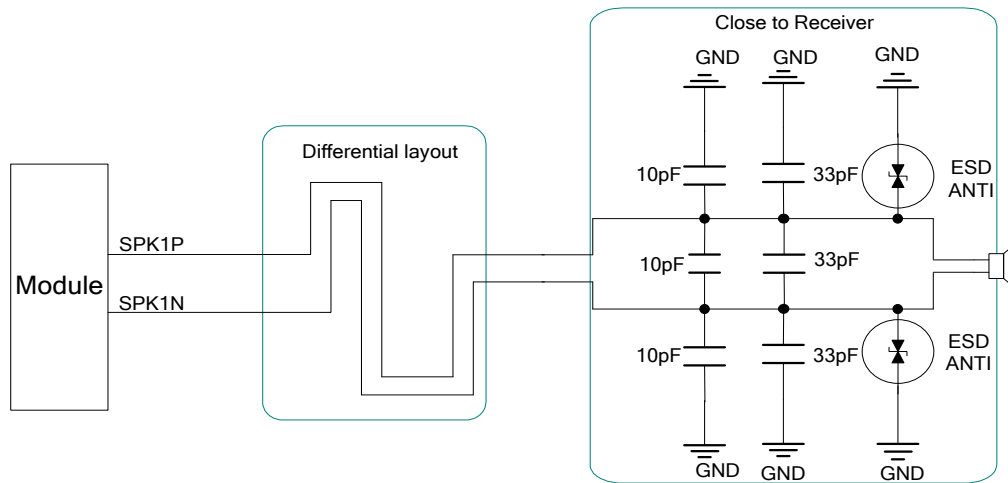 Close to Receiver
GND
GND
GND
Differential layout
10pF
33pF
ESD
ANTI
SPK1P
Module
10pF
33pF
SPK1N
10pF
33pF
ESD
ANTI
GND
GND
GND